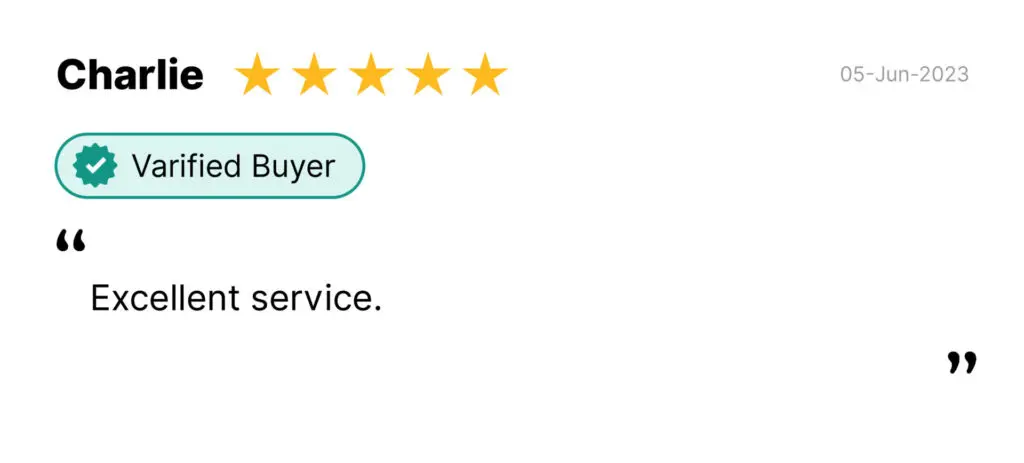 Charlie 05-Jun-2023
Varified Buyer
“
Excellent service.
”